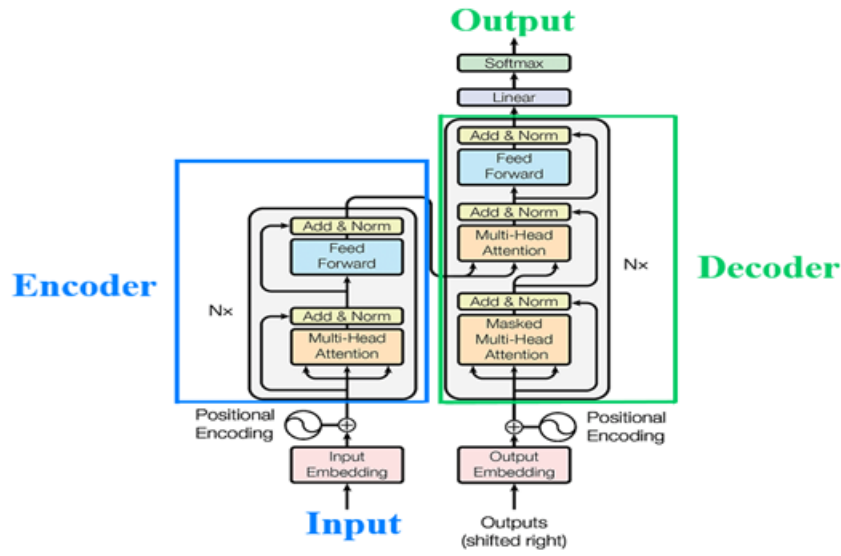 Output
Softmax
Linear
Add & Norm
Feed
Forward
Add & Norm
Multi-Head
Attention
Add & Norm
Masked
Multi-Head
Attention
Nx
Decoder
Add & Norm
Feed
Forward
Add & Norm
Multi-Head
Attention
Nx
Encoder
Positional
Encoding
Positional
Encoding
Input
Embedding
Output
Embedding
Input
Outputs
(shifted right)